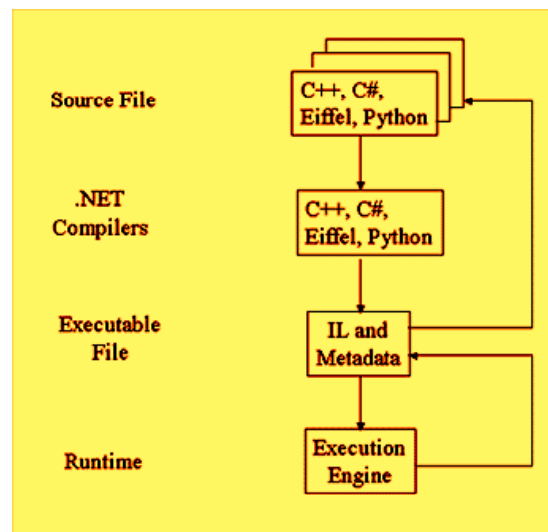 Source File
C++, C#,
Eiffel, Python
.NET
Compilers
C++, C#,
Eiffel, Python
Executable
File
IL and
Metadata
Runtime
Execution
Engine